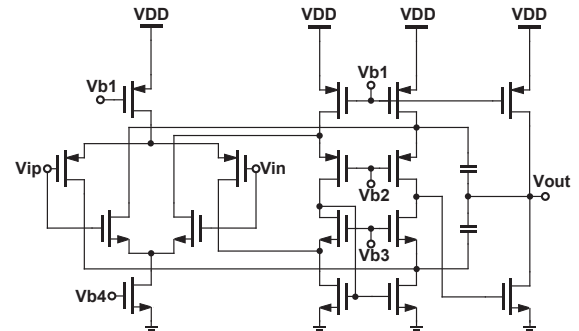 VDD VDD VDD VDD
Vb1 Vb1
Vip Vin Vb2 Vout
Vb3
Vb4